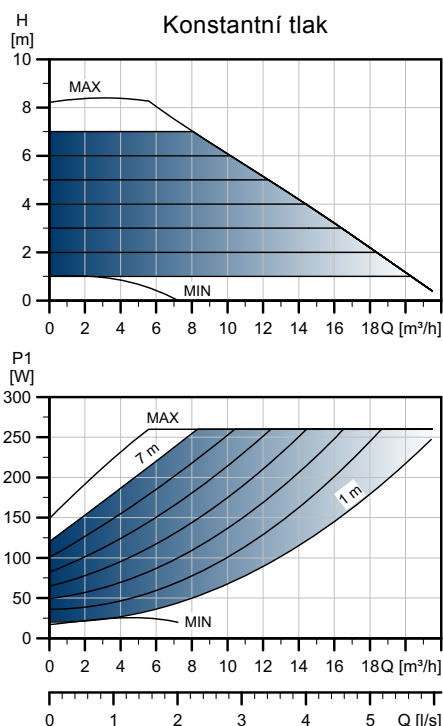 Konstantní tlak
H
[m]
10
8
6
4
2
0
MAX
MIN
0 2 4 6 8 10 12 14 16 18 Q [m³/h]
P1
[W]
300
250
200
150
100
50
0
MAX
7 m
1 m
MIN
0 2 4 6 8 10 12 14 16 18 Q [m³/h]
0 1 2 3 4 5 Q [l/s]